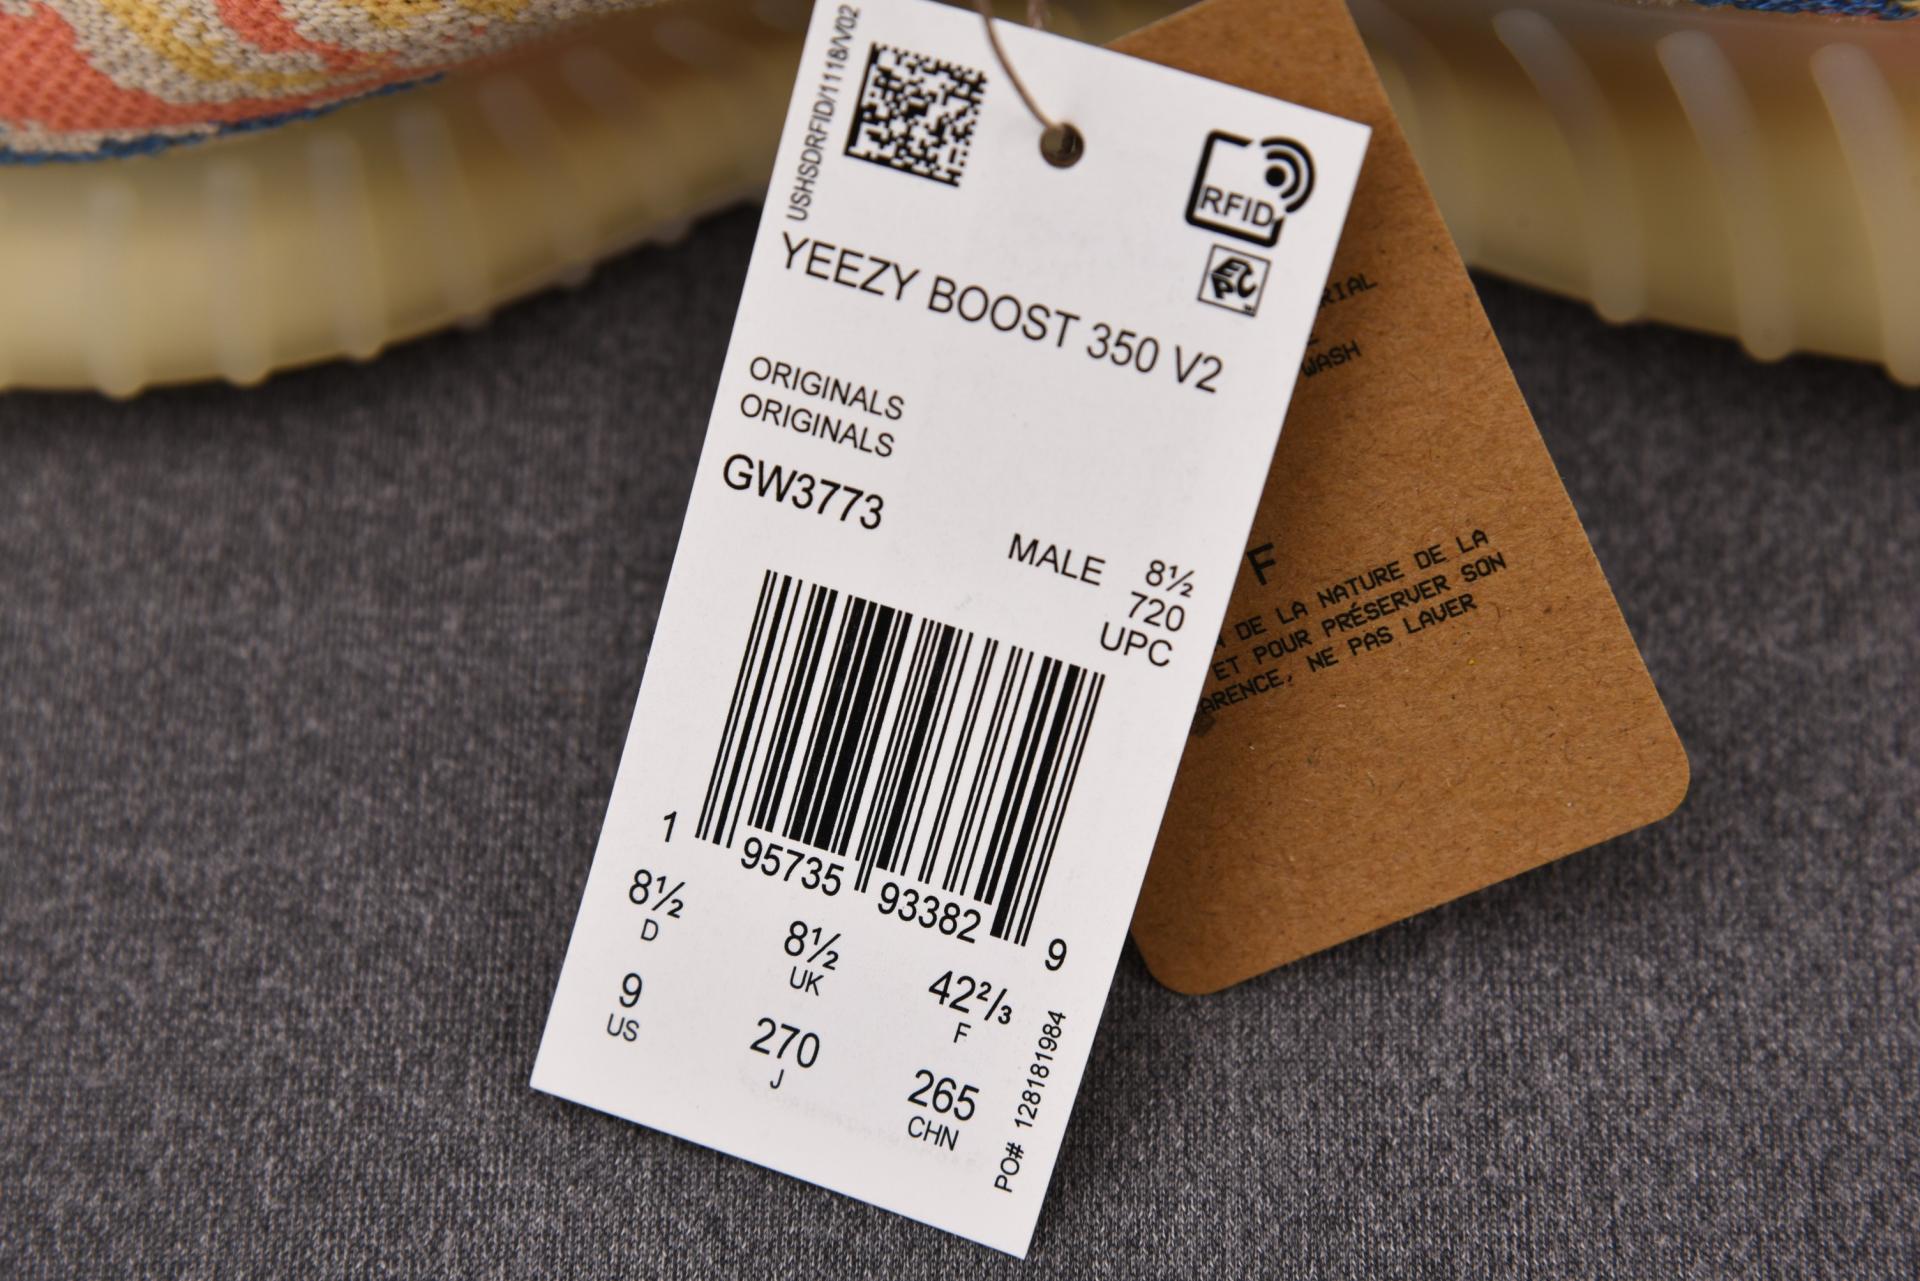 USHSDRFID/1118/V02
RFID
EPC
YEEZY BOOST 350 V2
ORIGINALS
ORIGINALS
GW3773
MALE 8½
720
UPC
1 95735 93382 9
8½ 8½ 42²/₃
D UK F
9 270 265
US J CHN
PO# 128181984
WASH
F
DE LA NATURE DE LA
ET POUR PRÉSERVER SON
NE PAS LAVER